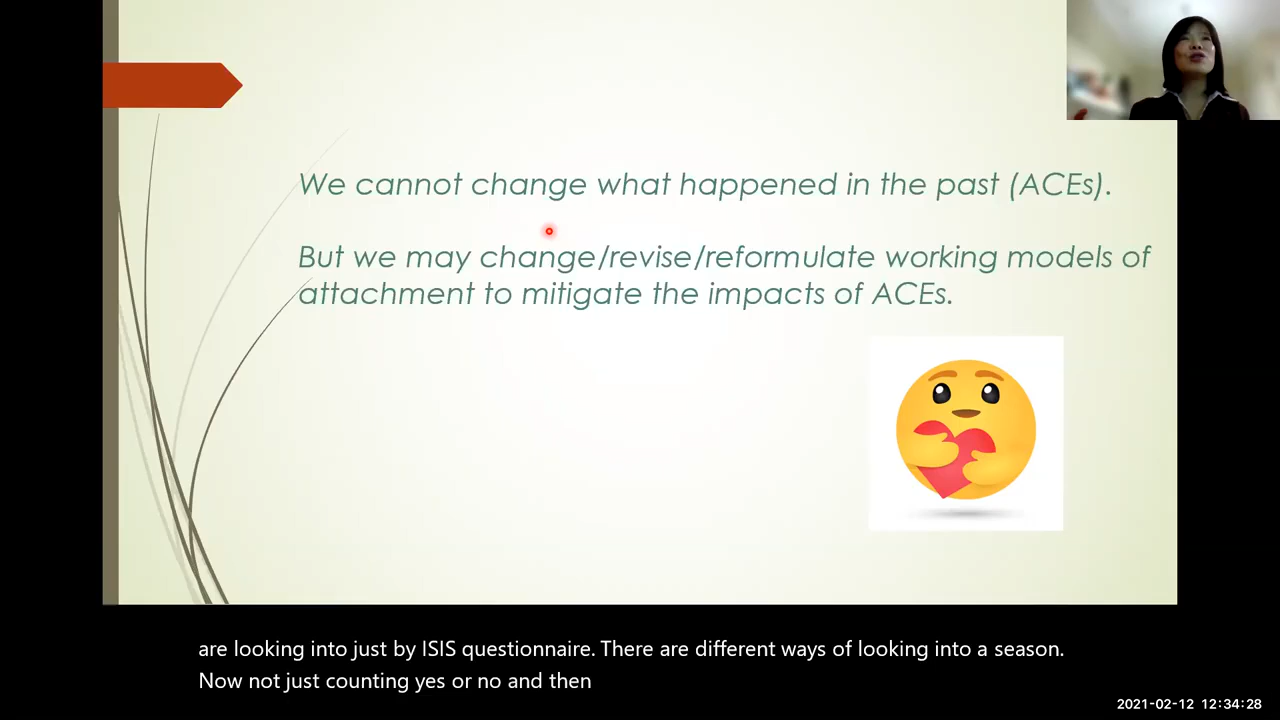 We cannot change what happened in the past (ACEs).
But we may change/revise/reformulate working models of
attachment to mitigate the impacts of ACEs.
are looking into just by ISIS questionnaire. There are different ways of looking into a season.
Now not just counting yes or no and then
2021-02-12 12:34:28